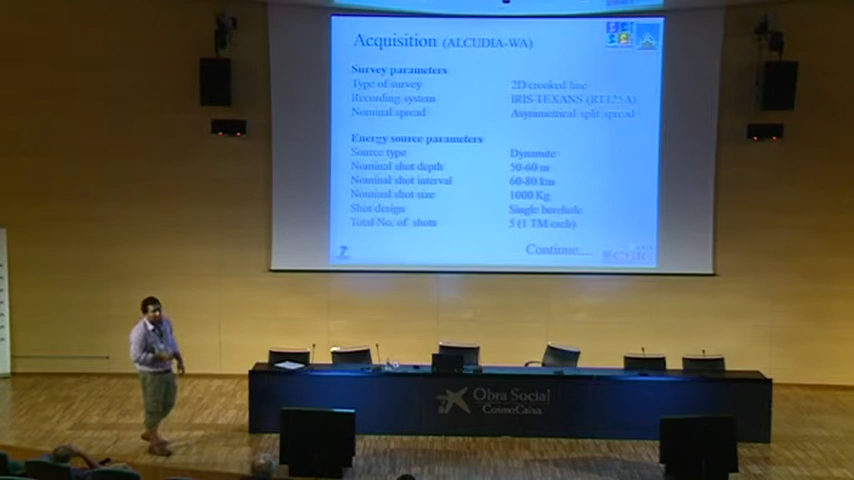 Acquisition (ALCUDIA-WA)
Survey parameters
Type of survey 2D crooked line
Recording system IRIS-TEXANS (RT125A)
Nominal spread Asymmetrical split spread
Energy source parameters
Source type Dynamite
Nominal shot depth 50-60 m
Nominal shot interval 60-80 km
Nominal shot size 1000 Kg
Shot design Single borehole
Total No. of shots 5 (1 TM each)
Continue....
CSIC
Obra Social
CosmoCaixa